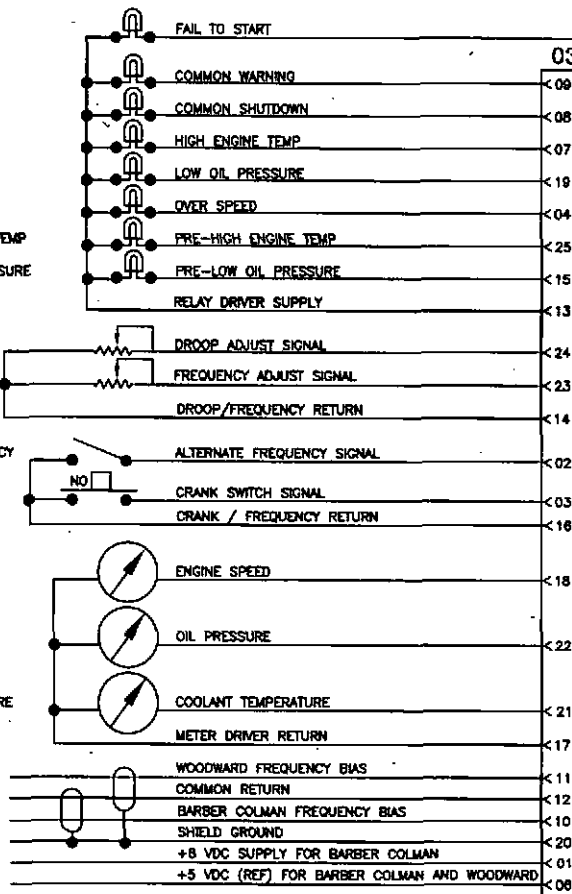 FAIL TO START
03
COMMON WARNING <09
COMMON SHUTDOWN <08
HIGH ENGINE TEMP <07
LOW OIL PRESSURE <19
OVER SPEED <04
TEMP PRE-HIGH ENGINE TEMP <25
SURE PRE-LOW OIL PRESSURE <15
RELAY DRIVER SUPPLY <13
DROOP ADJUST SIGNAL <24
FREQUENCY ADJUST SIGNAL <23
DROOP/FREQUENCY RETURN <14
CY ALTERNATE FREQUENCY SIGNAL <02
NO
CRANK SWITCH SIGNAL <03
CRANK / FREQUENCY RETURN <16
ENGINE SPEED <18
OIL PRESSURE <22
RE COOLANT TEMPERATURE <21
METER DRIVER RETURN <17
WOODWARD FREQUENCY BIAS <11
COMMON RETURN <12
BARBER COLMAN FREQUENCY BIAS <10
SHIELD GROUND <20
+8 VDC SUPPLY FOR BARBER COLMAN <01
+5 VDC (REF) FOR BARBER COLMAN AND WOODWARD <06